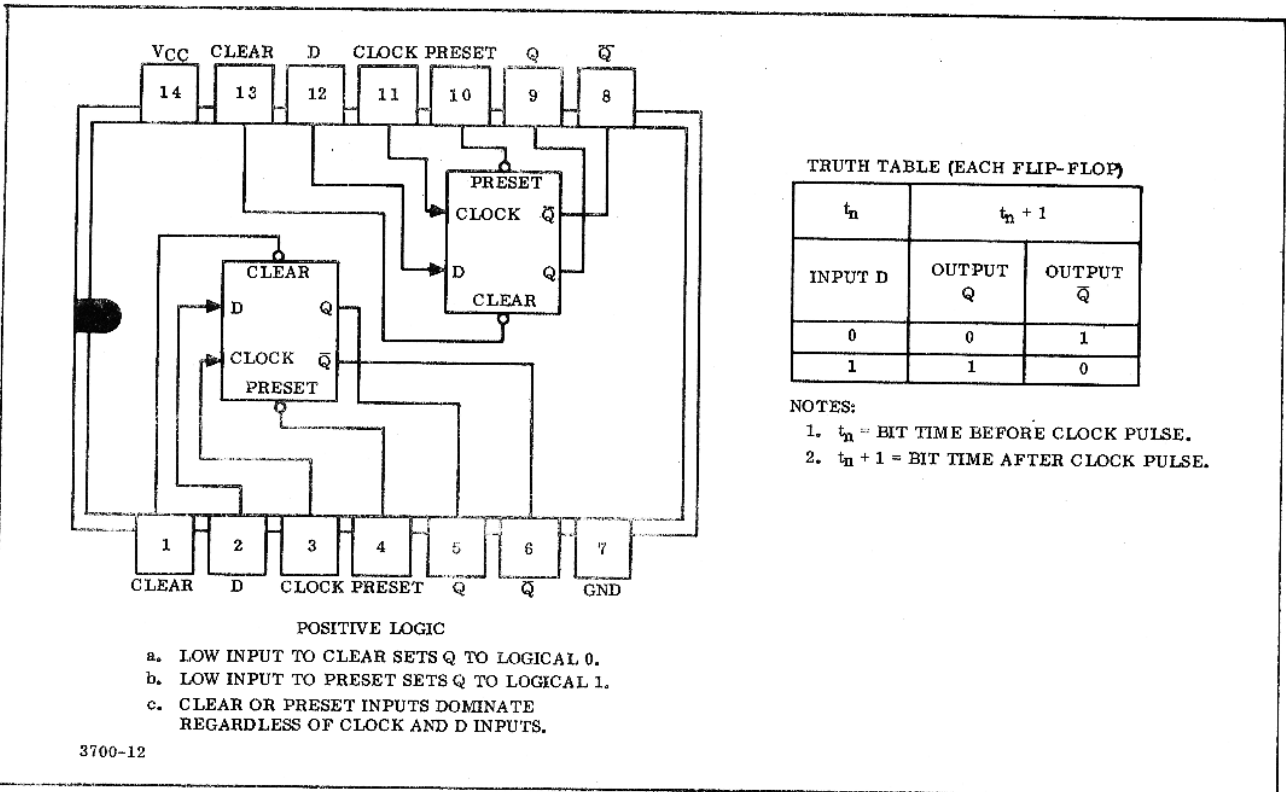 VCC CLEAR D CLOCK PRESET Q Q̅
14 13 12 11 10 9 8
PRESET
CLOCK Q̅
D Q
CLEAR
CLEAR
D Q
CLOCK Q̅
PRESET
1 2 3 4 5 6 7
CLEAR D CLOCK PRESET Q Q̅ GND
POSITIVE LOGIC
a. LOW INPUT TO CLEAR SETS Q TO LOGICAL 0.
b. LOW INPUT TO PRESET SETS Q TO LOGICAL 1.
c. CLEAR OR PRESET INPUTS DOMINATE
REGARDLESS OF CLOCK AND D INPUTS.
3700-12
TRUTH TABLE (EACH FLIP-FLOP)
tn tn + 1
INPUT D OUTPUT Q OUTPUT Q̅
0 0 1
1 1 0
NOTES:
1. tn = BIT TIME BEFORE CLOCK PULSE.
2. tn + 1 = BIT TIME AFTER CLOCK PULSE.